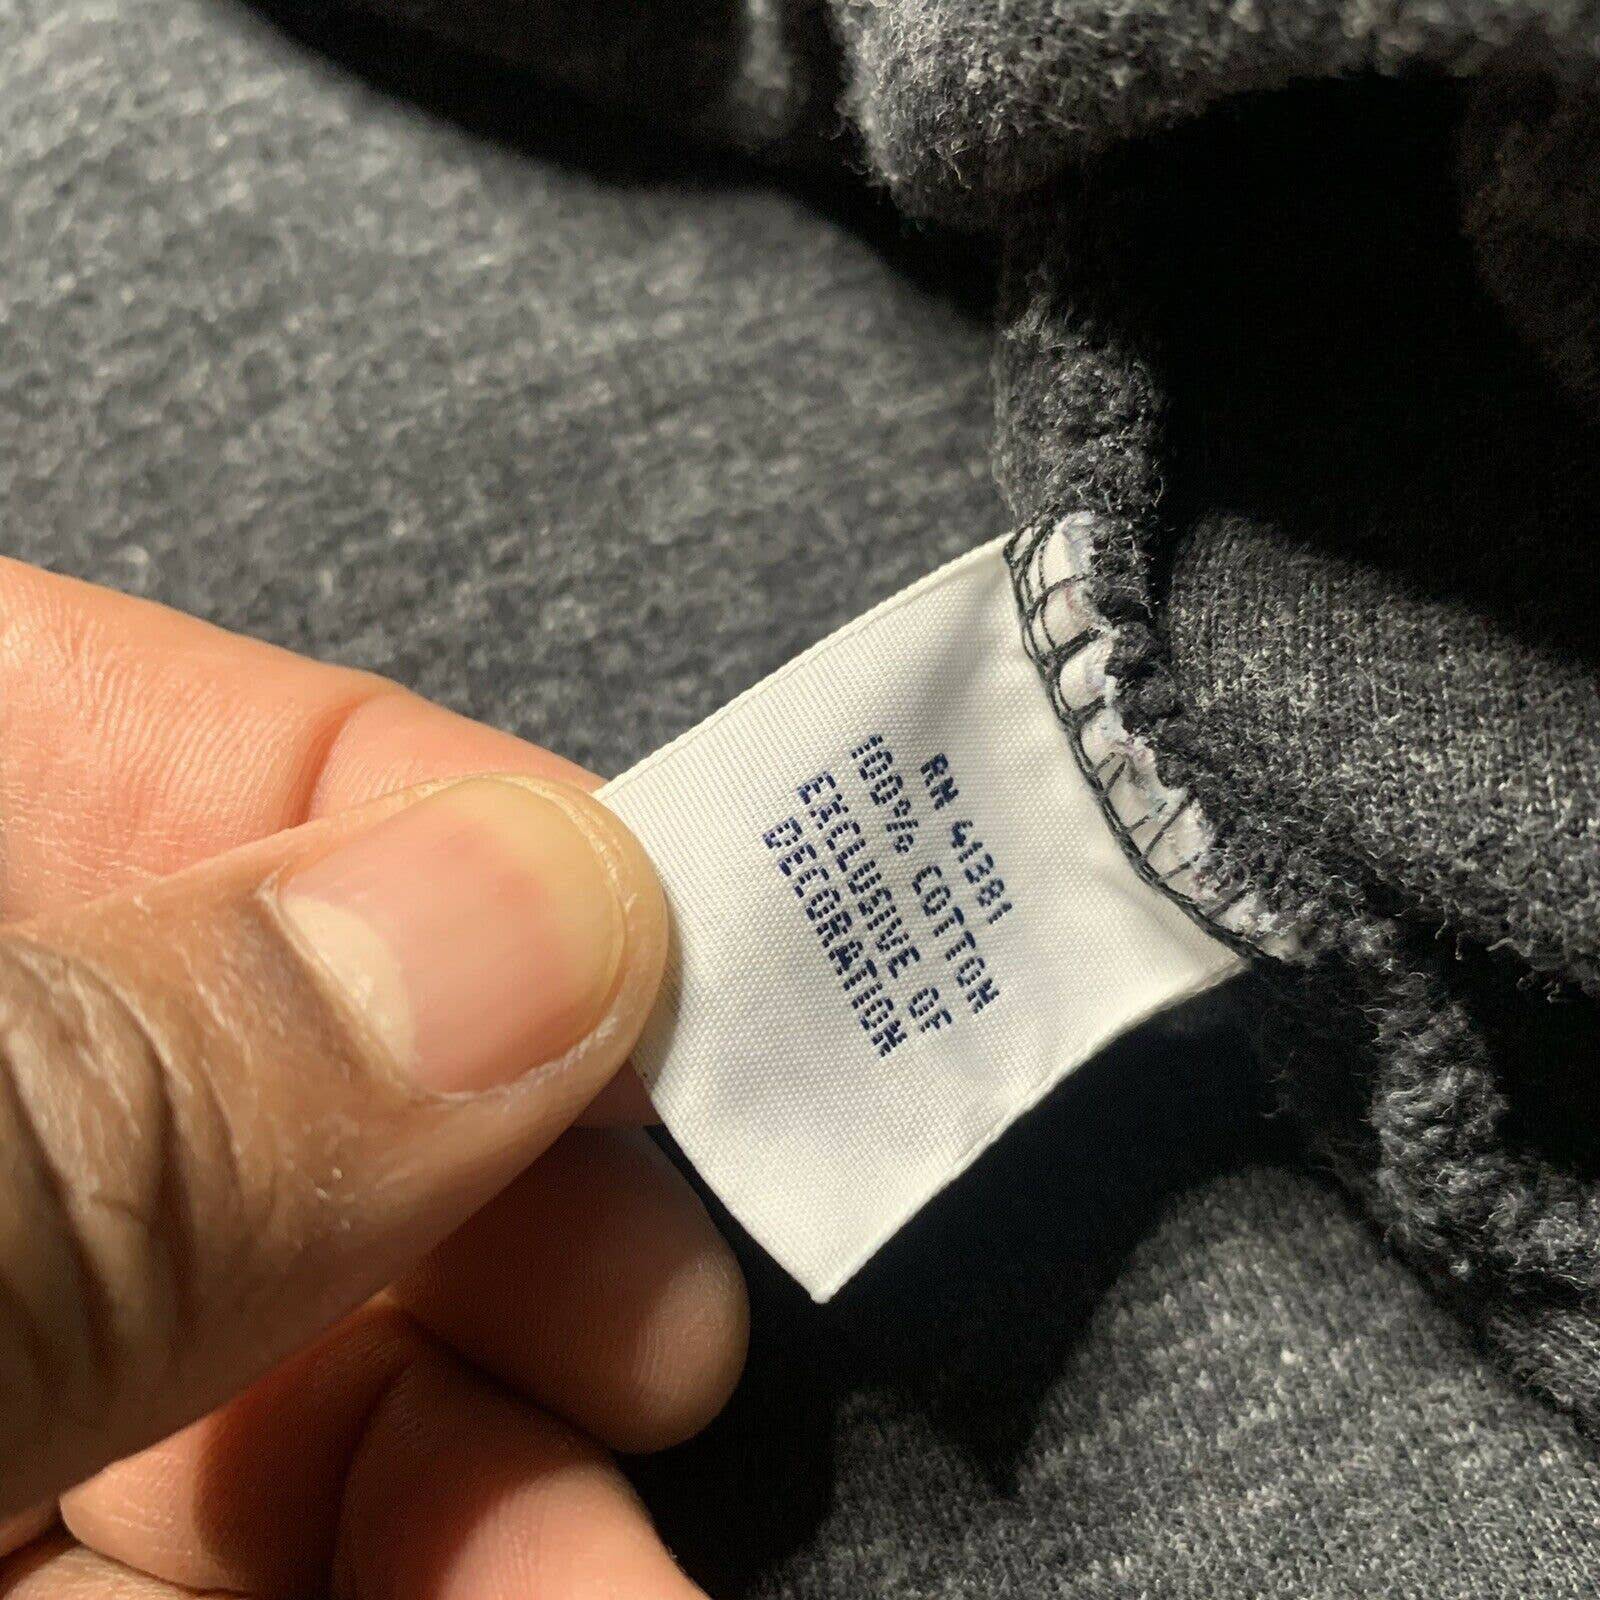 RN 41381
100% COTTON
EXCLUSIVE OF
DECORATION